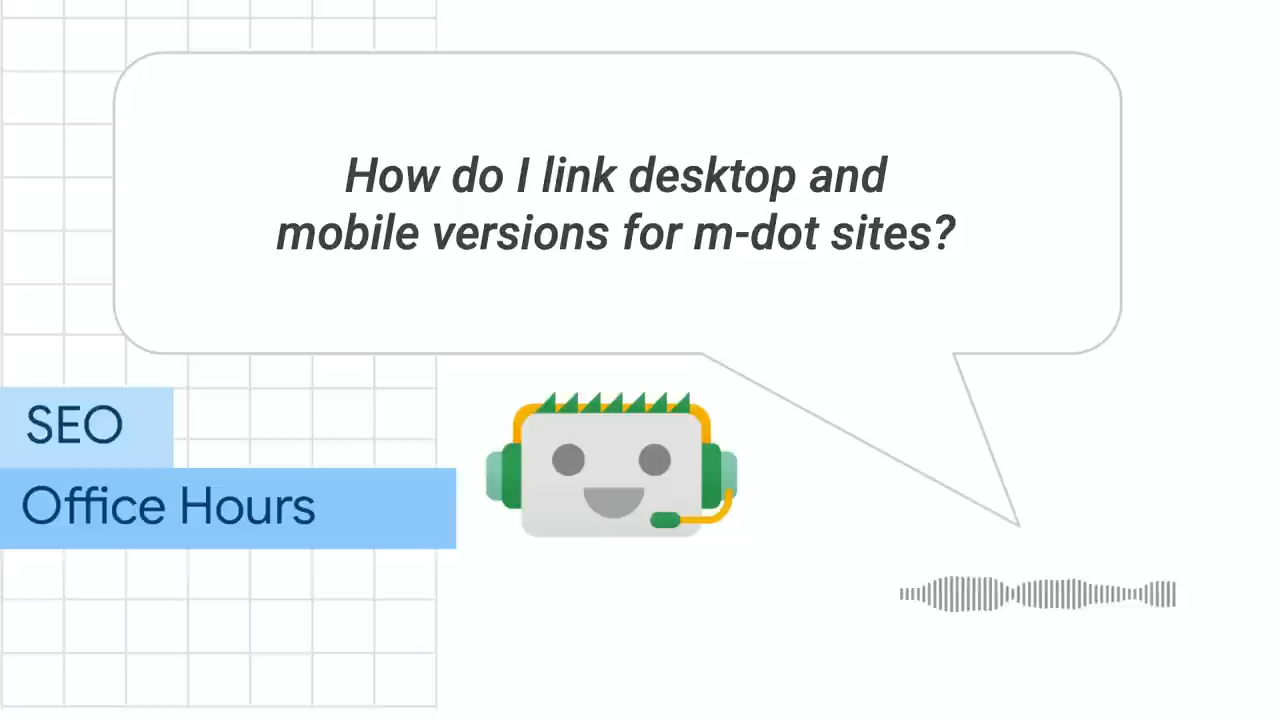 How do I link desktop and
mobile versions for m-dot sites?
SEO
Office Hours